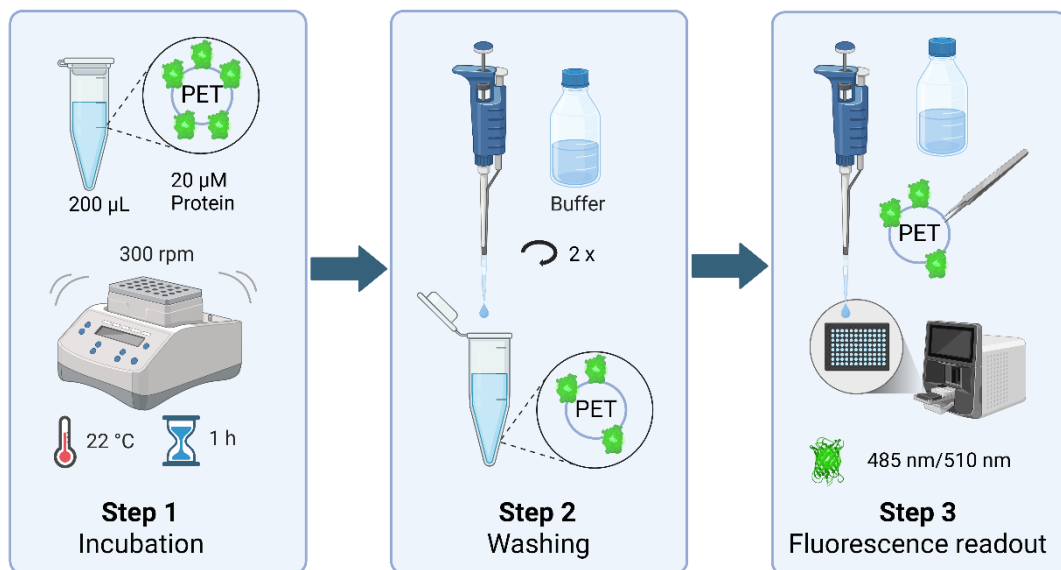 PET
200 µL
20 µM
Protein
300 rpm
22 °C
1 h
Step 1
Incubation
Buffer
2 x
PET
Step 2
Washing
PET
485 nm/510 nm
Step 3
Fluorescence readout